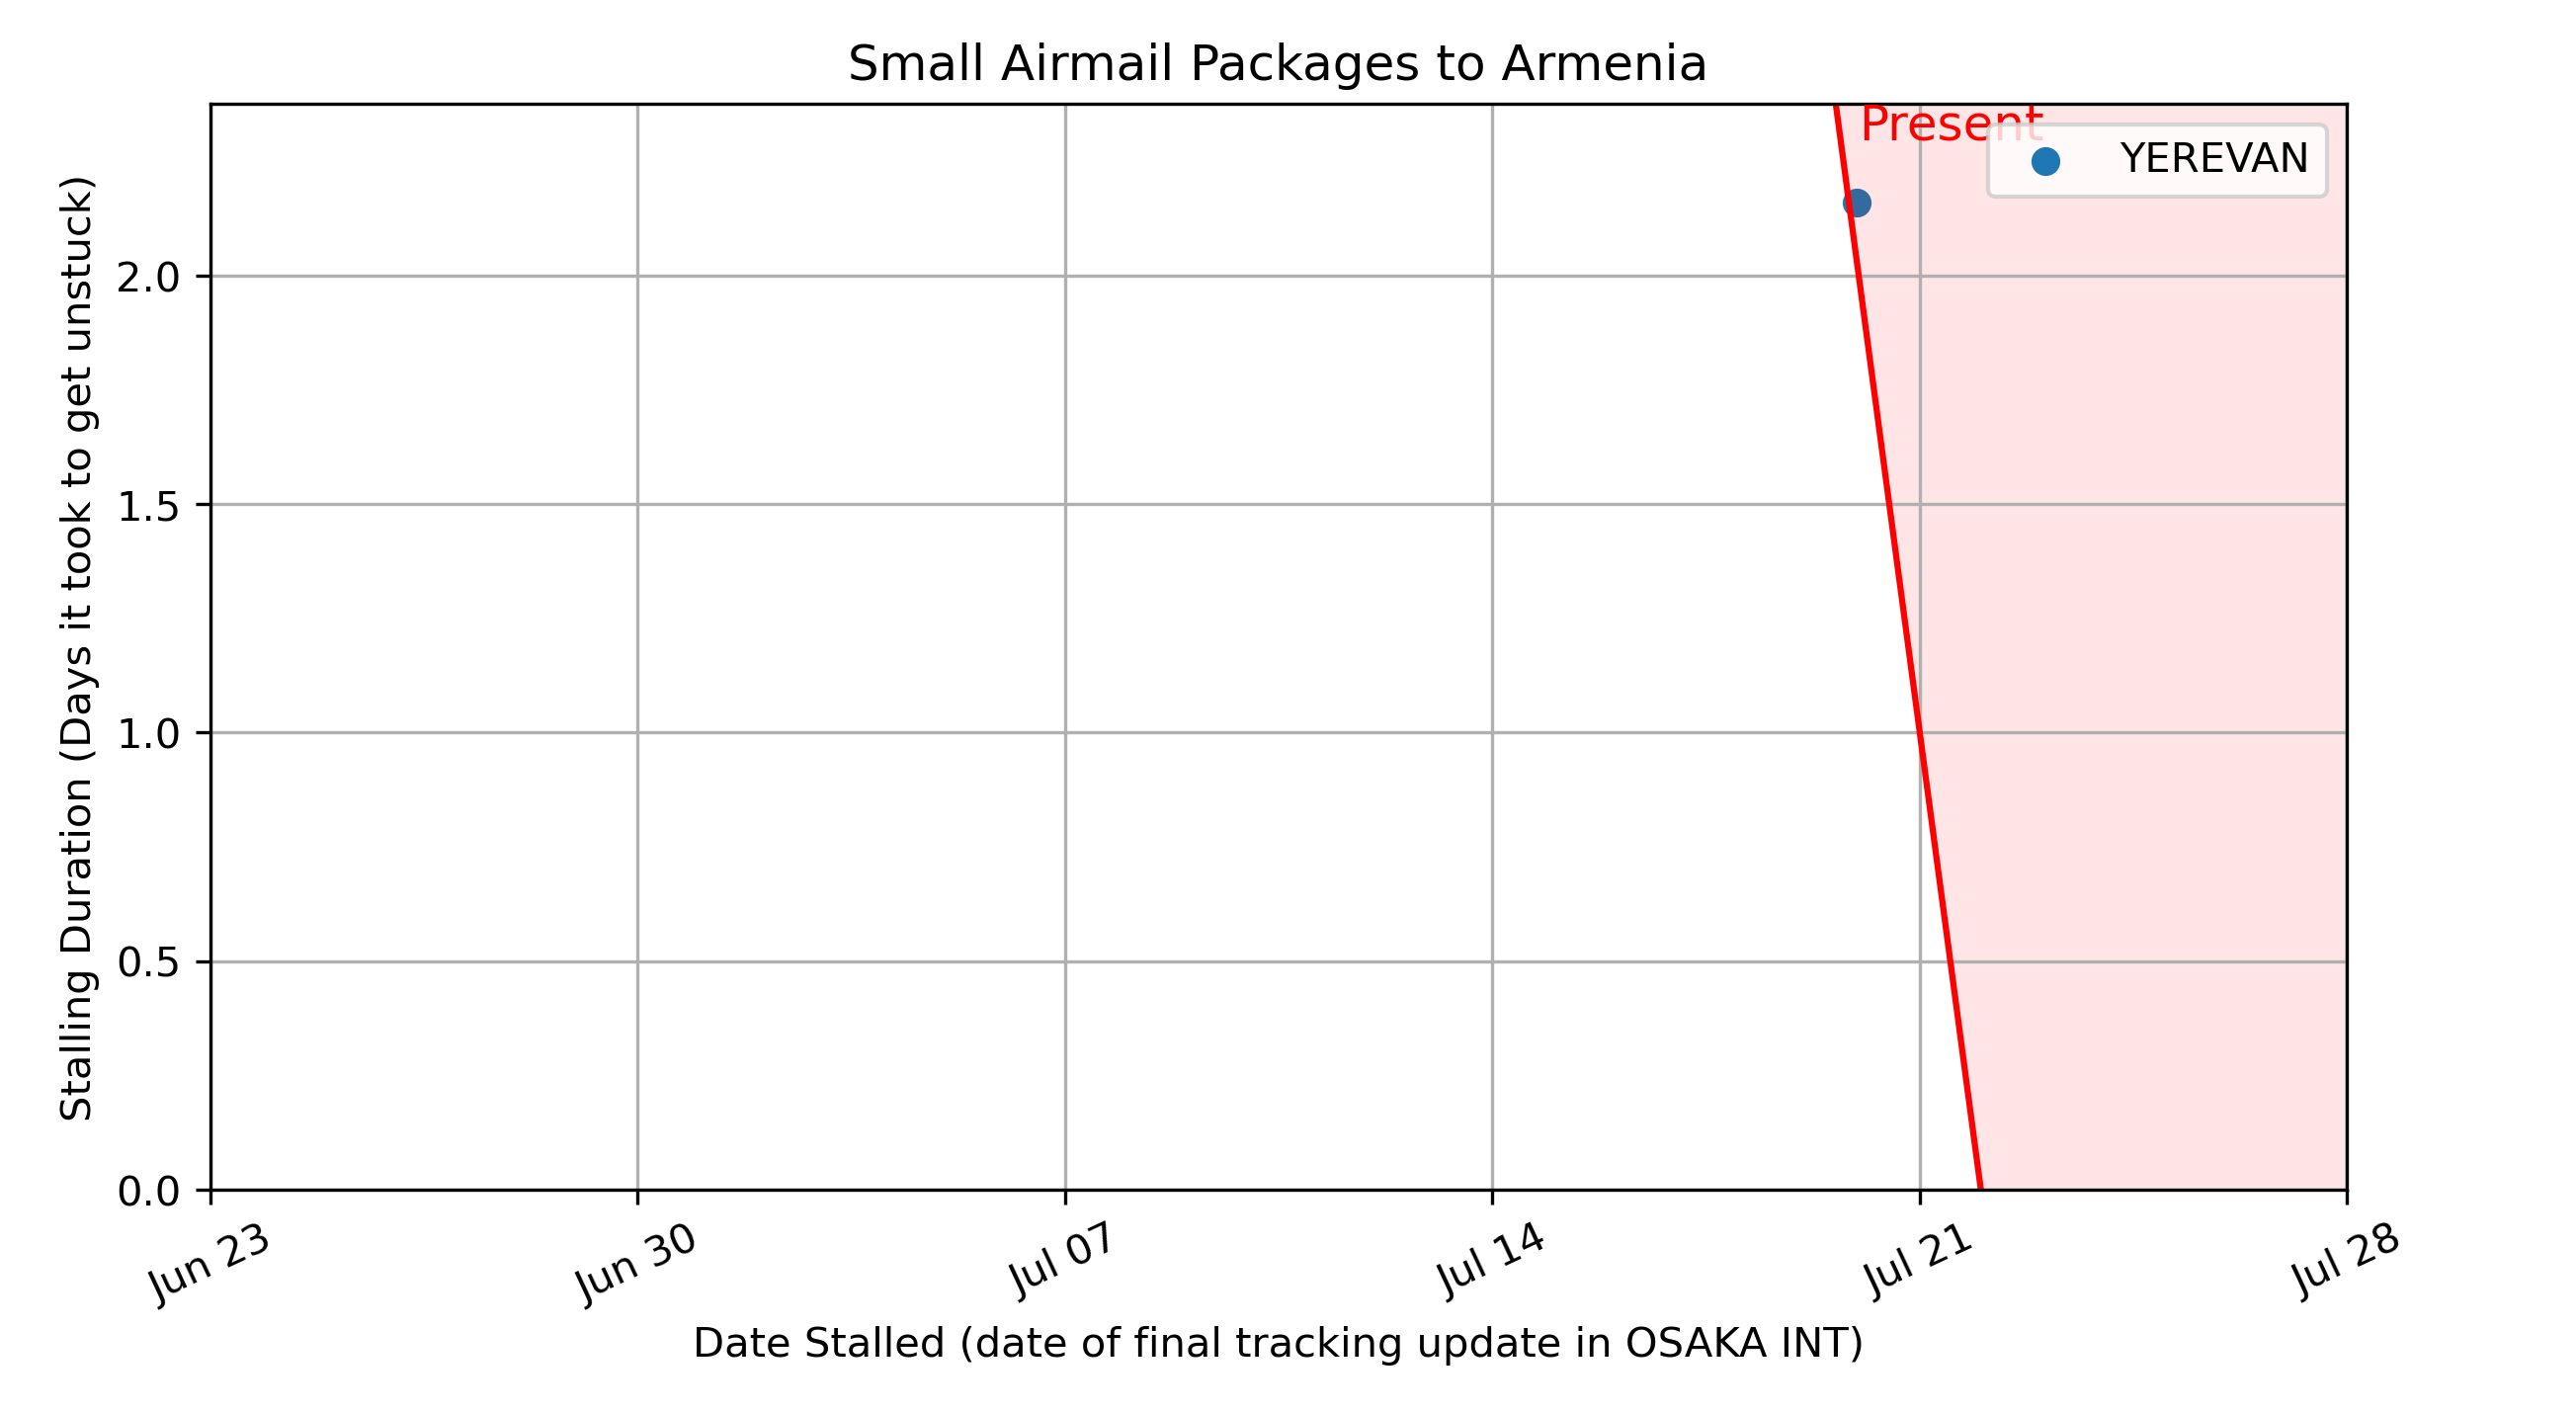 Small Airmail Packages to Armenia
Present
YEREVAN
Stalling Duration (Days it took to get unstuck)
2.0
1.5
1.0
0.5
0.0
Jun 23
Jun 30
Jul 07
Jul 14
Jul 21
Jul 28
Date Stalled (date of final tracking update in OSAKA INT)